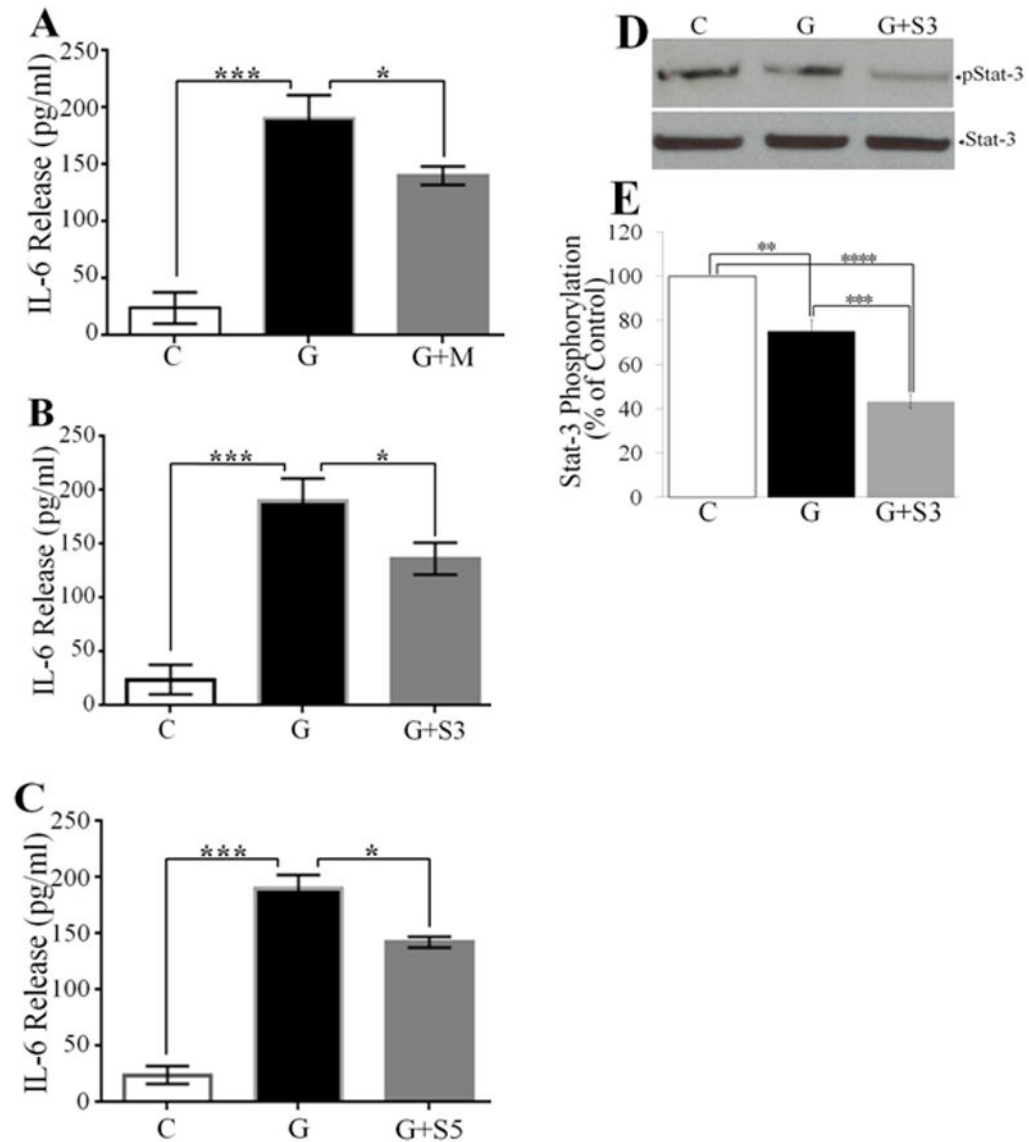 A
IL-6 Release (pg/ml)
250
200
150
100
50
0
*** *
C G G+M
B
IL-6 Release (pg/ml)
250
200
150
100
50
0
*** *
C G G+S3
C
IL-6 Release (pg/ml)
250
200
150
100
50
0
*** *
C G G+S5
D
C G G+S3
pStat-3
Stat-3
E
Stat-3 Phosphorylation
(% of Control)
120
100
80
60
40
20
0
**
****
***
C G G+S3